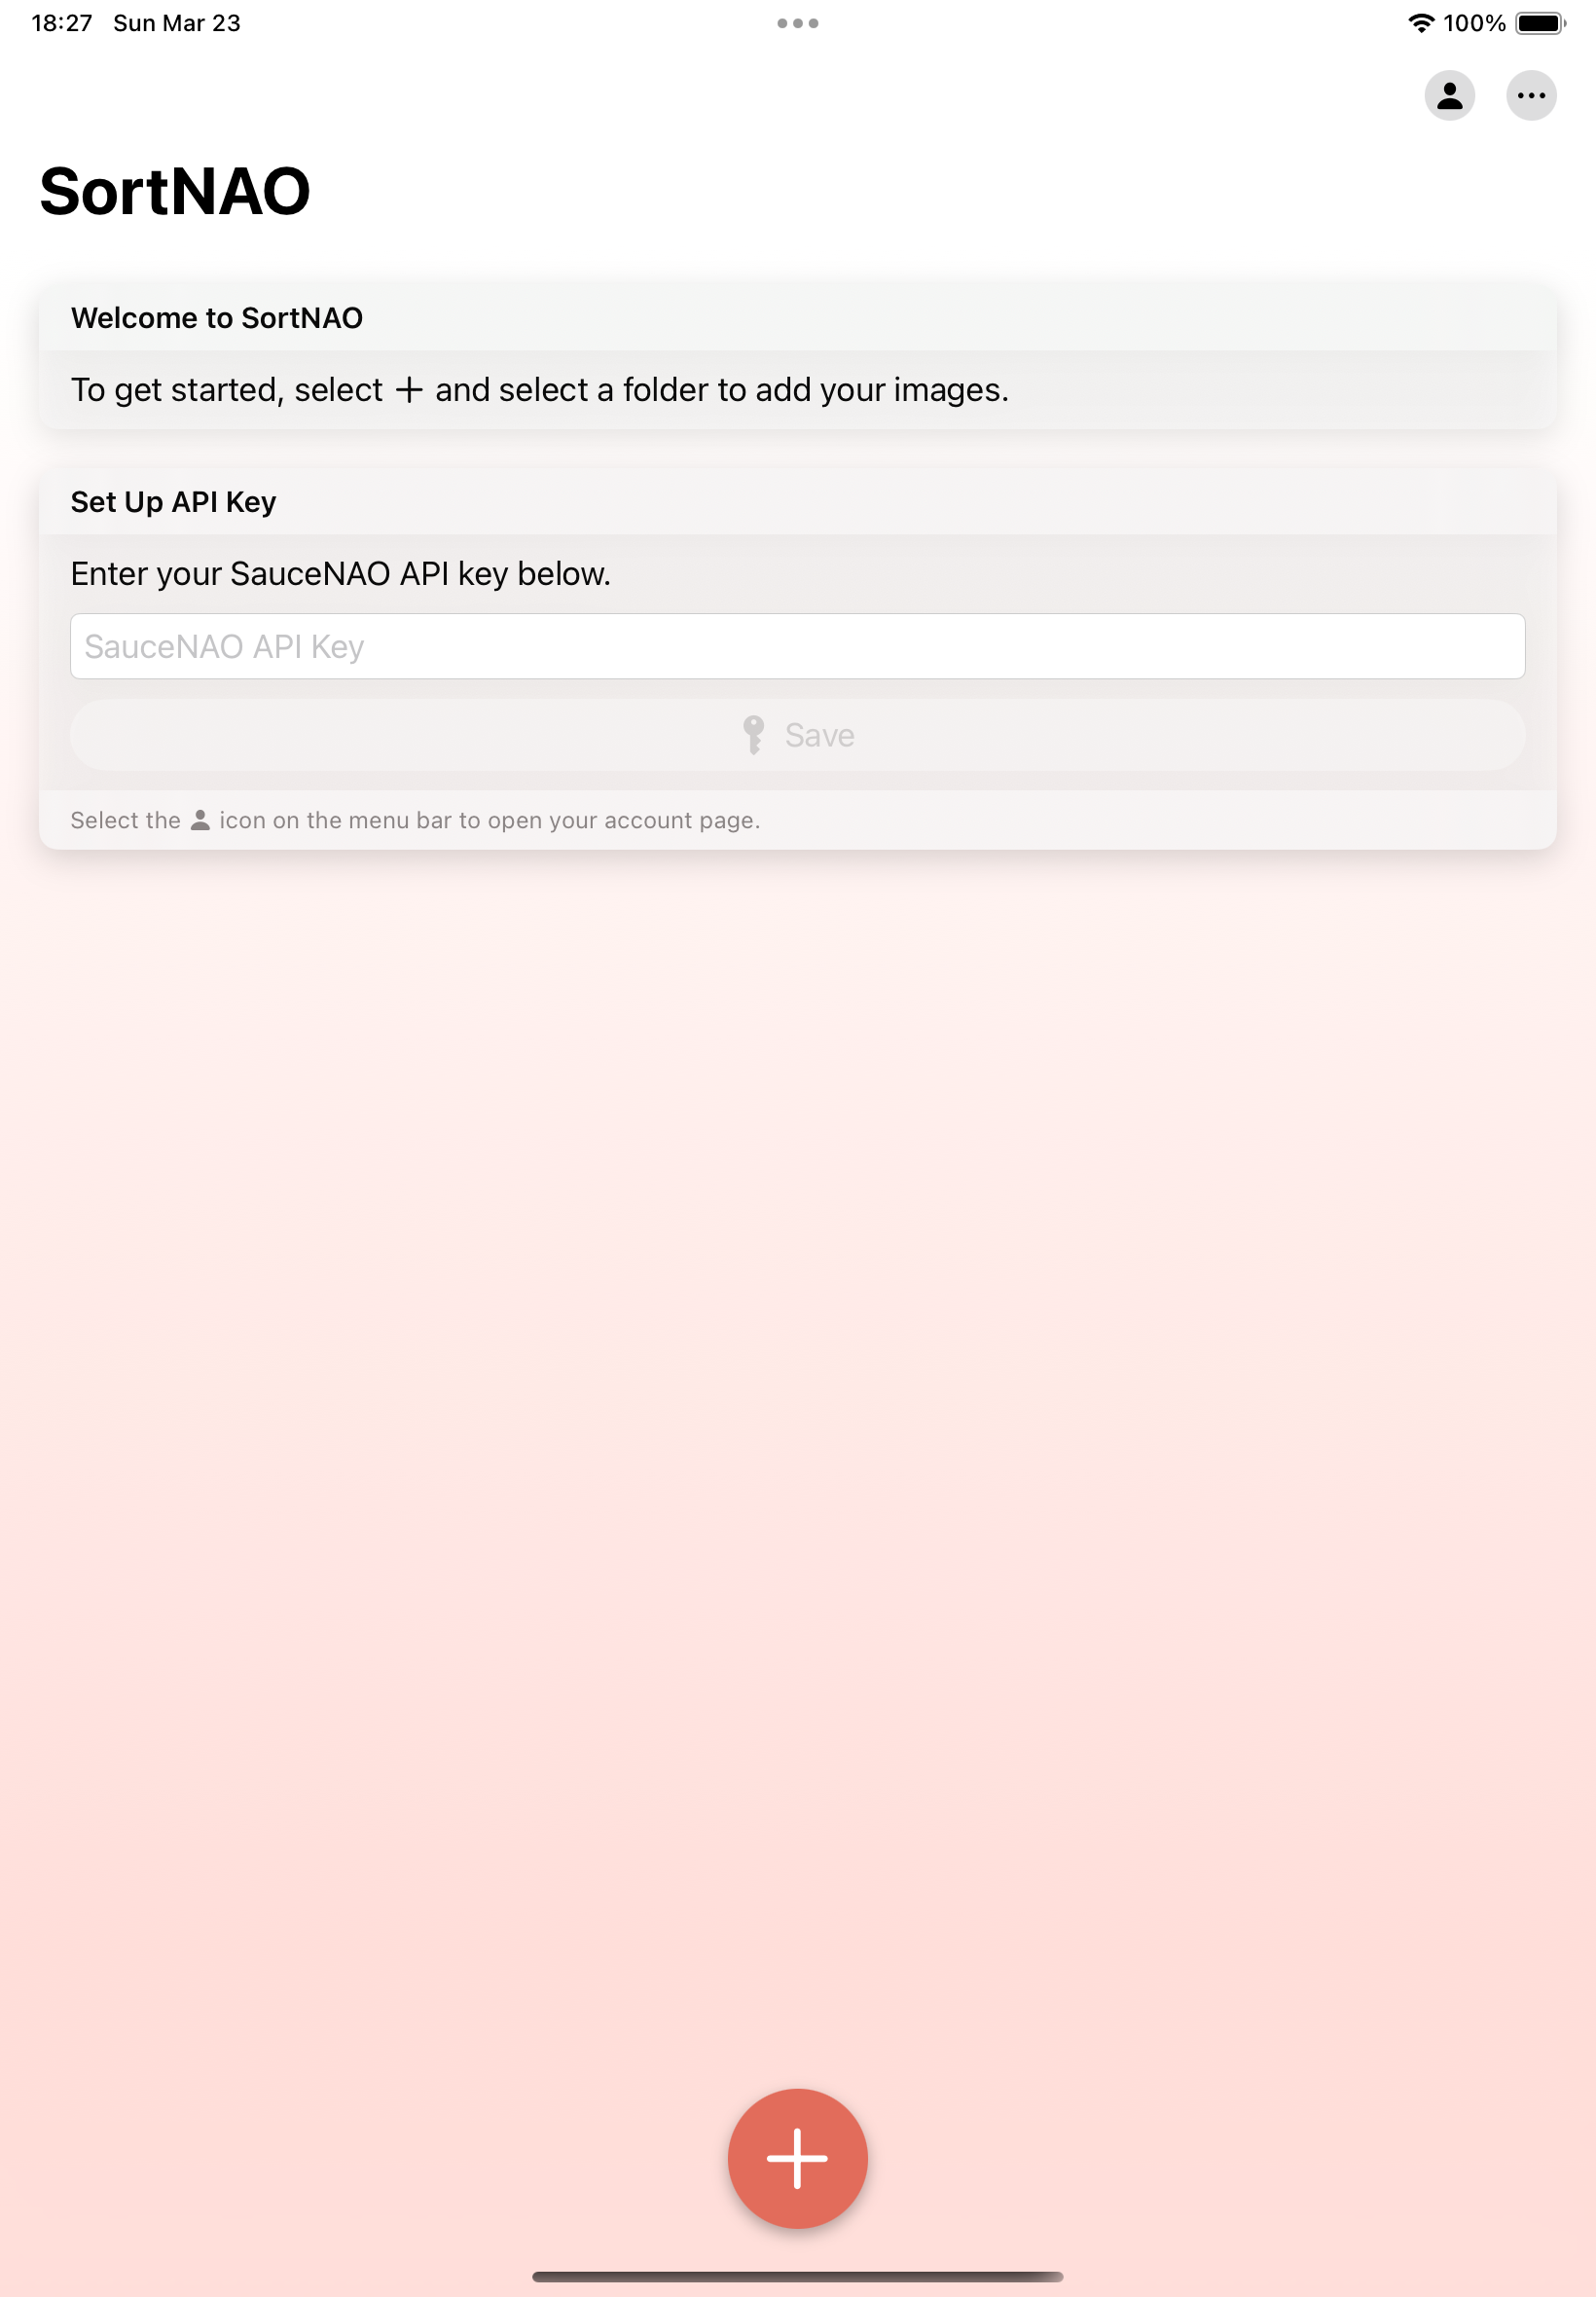 18:27 Sun Mar 23
100%
SortNAO
Welcome to SortNAO
To get started, select + and select a folder to add your images.
Set Up API Key
Enter your SauceNAO API key below.
SauceNAO API Key
Save
Select the icon on the menu bar to open your account page.